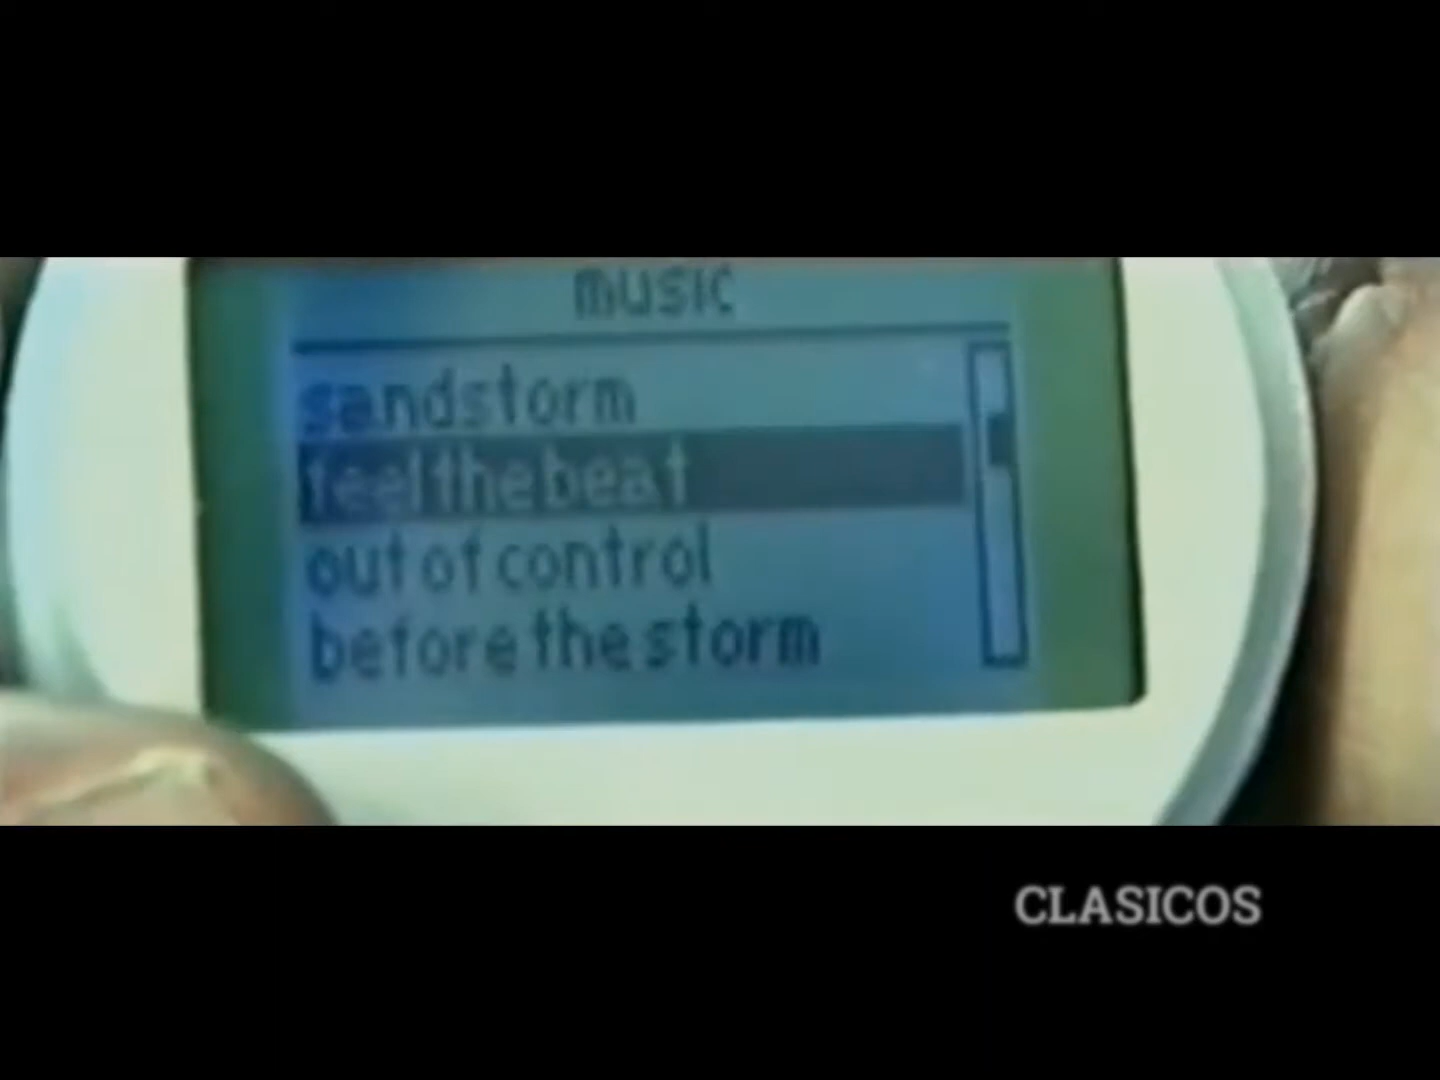 music
sandstorm
feel the beat
out of control
before the storm
CLASICOS